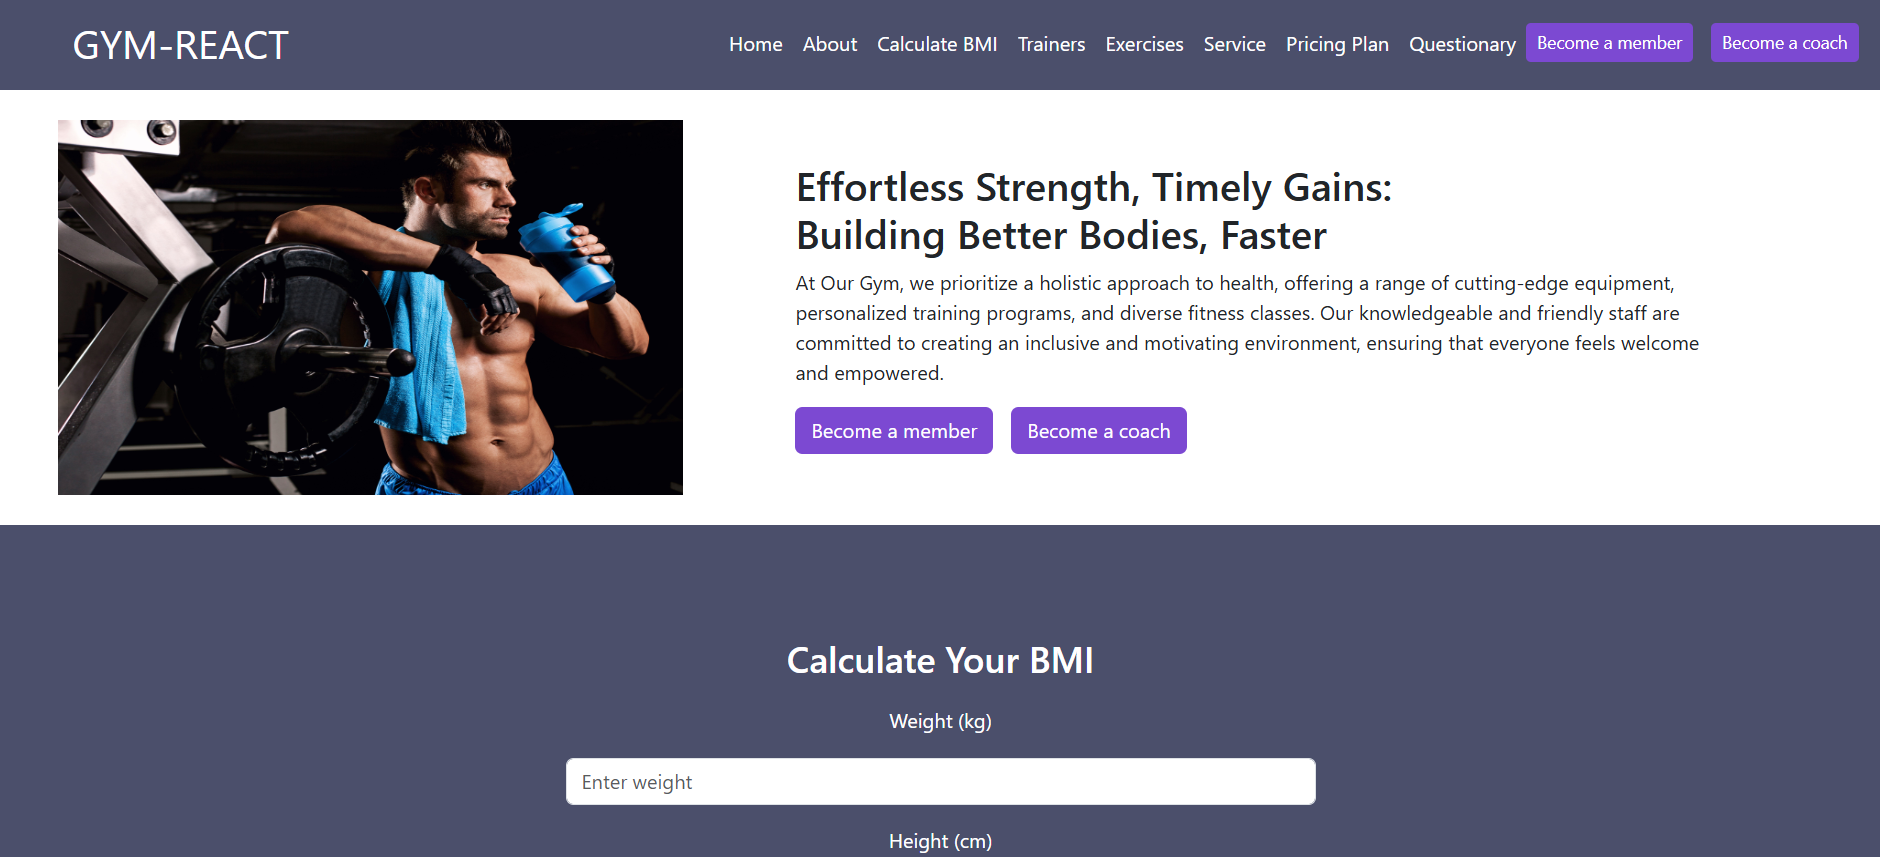 GYM-REACT
Home About Calculate BMI Trainers Exercises Service Pricing Plan Questionary Become a member Become a coach
Effortless Strength, Timely Gains:
Building Better Bodies, Faster
At Our Gym, we prioritize a holistic approach to health, offering a range of cutting-edge equipment,
personalized training programs, and diverse fitness classes. Our knowledgeable and friendly staff are
committed to creating an inclusive and motivating environment, ensuring that everyone feels welcome
and empowered.
Become a member Become a coach
Calculate Your BMI
Weight (kg)
Enter weight
Height (cm)